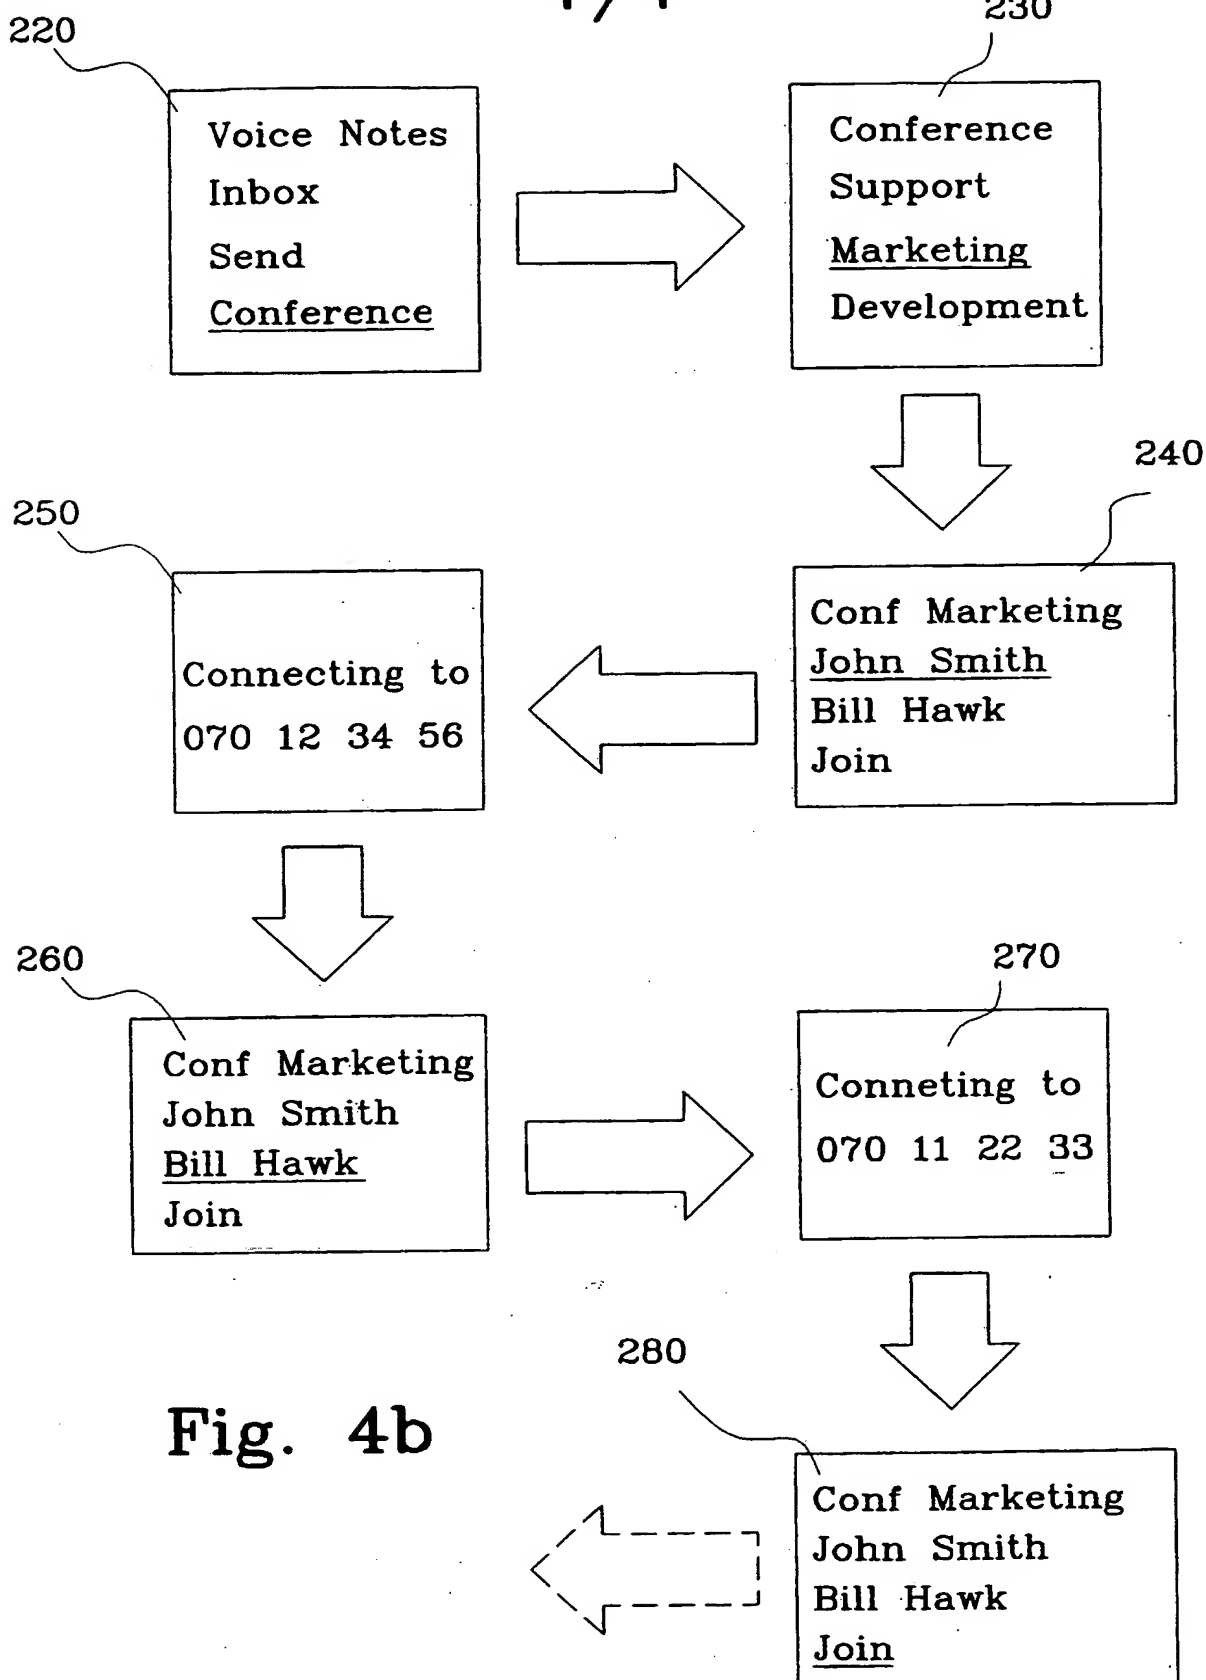 220
230
Voice Notes
Inbox
Send
Conference
Conference
Support
Marketing
Development
240
250
Conf Marketing
John Smith
Bill Hawk
Join
Connecting to
070 12 34 56
260
270
Conf Marketing
John Smith
Bill Hawk
Join
Conneting to
070 11 22 33
280
Fig. 4b
Conf Marketing
John Smith
Bill Hawk
Join